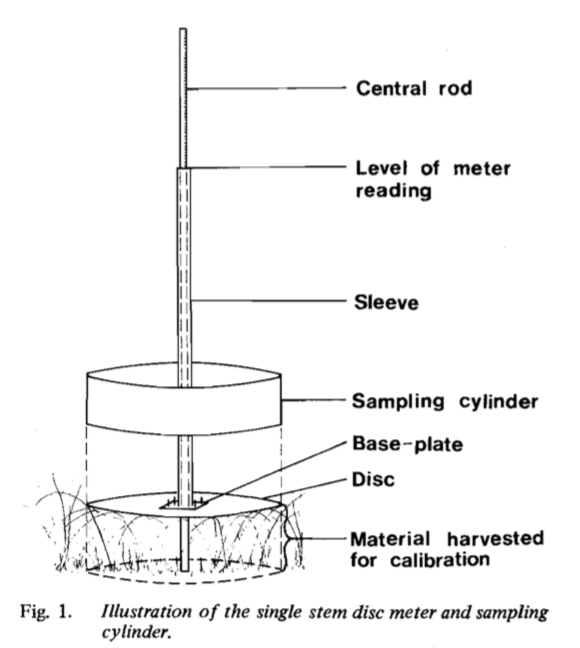 Central rod
Level of meter
reading
Sleeve
Sampling cylinder
Base-plate
Disc
Material harvested
for calibration
Fig. 1. Illustration of the single stem disc meter and sampling
cylinder.